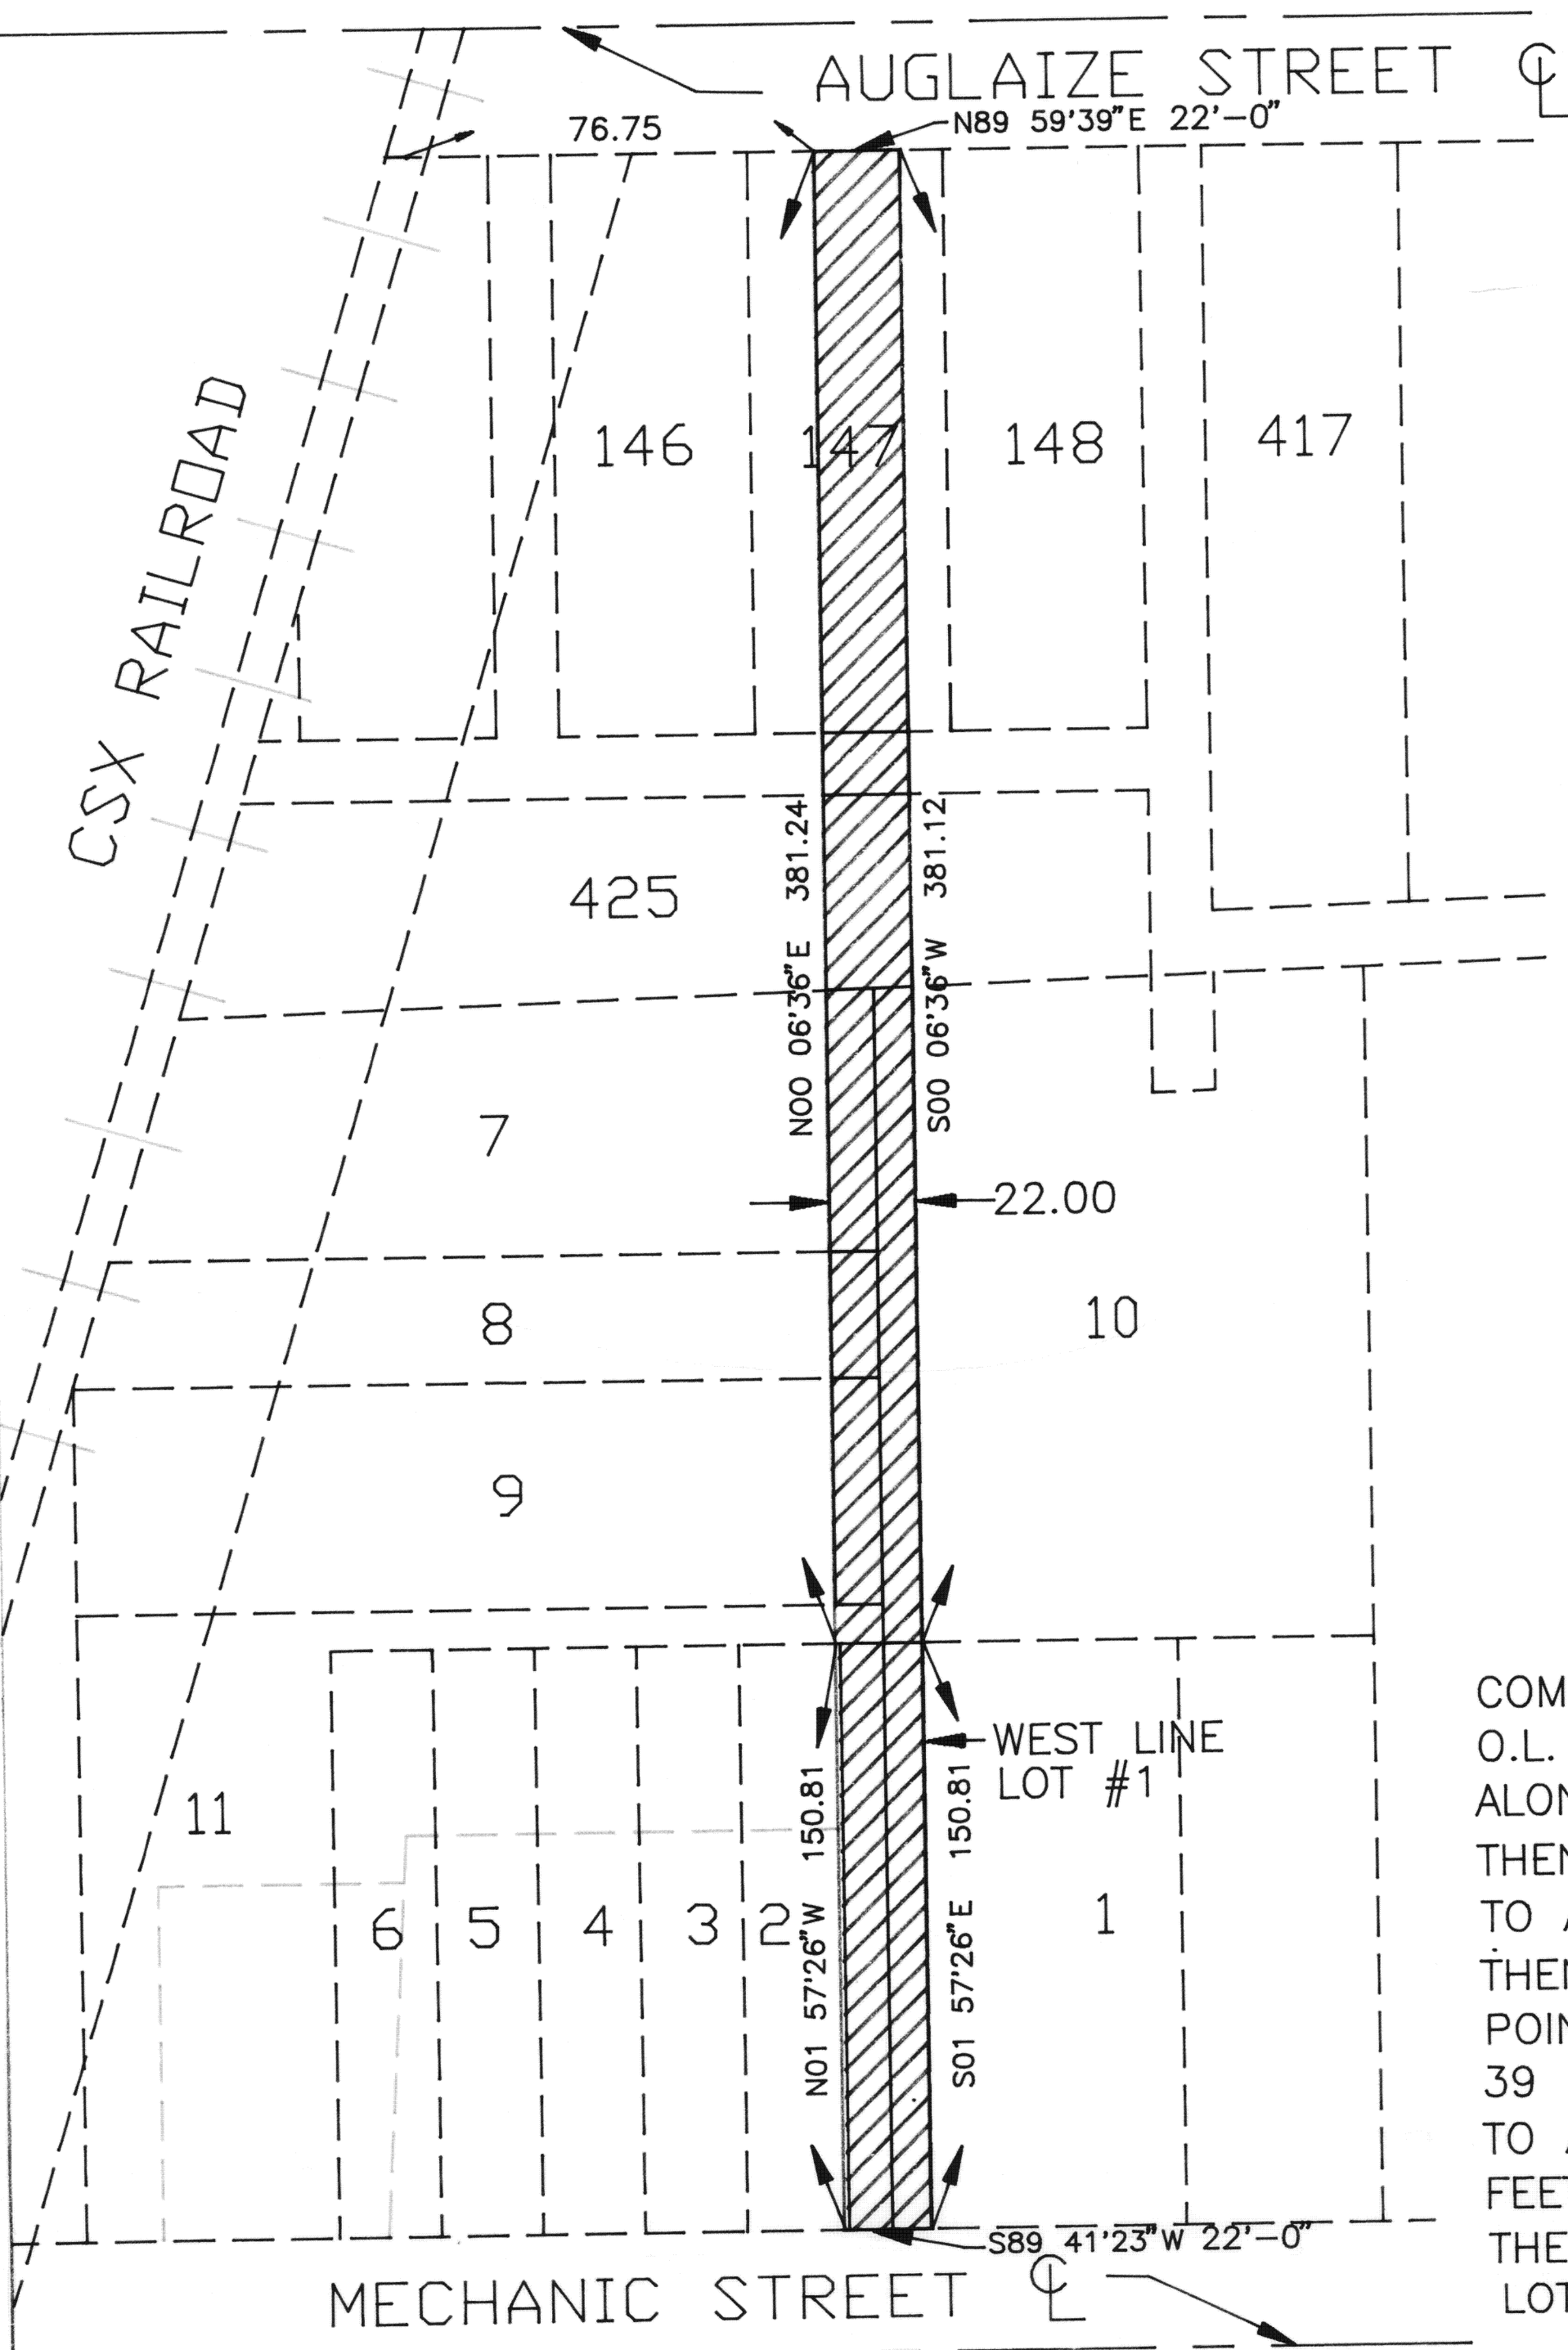 AUGLAIZE STREET ℄
N89 59'39"E 22'-0"
76.75
CSX RAILROAD
146
147
148
417
425
N00 06'36"E 381.24
S00 06'36"W 381.12
7
22.00
8
10
9
WEST LINE
LOT #1
11
6
5
4
3
2
1
N01 57'26"W 150.81
S01 57'26"E 150.81
S89 41'23"W 22'-0"
MECHANIC STREET ℄
COM
O.L.
ALON
THEN
TO A
THEN
POIN
39
TO A
FEE
THE
LOT